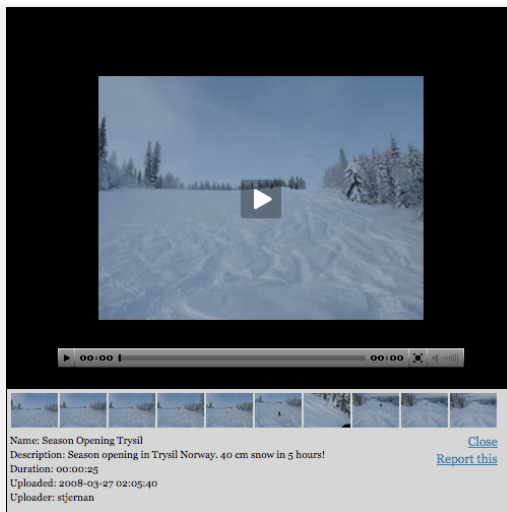 00:00 00:00
Name: Season Opening Trysil
Close
Description: Season opening in Trysil Norway. 40 cm snow in 5 hours!
Report this
Duration: 00:00:25
Uploaded: 2008-03-27 02:05:40
Uploader: stjernan